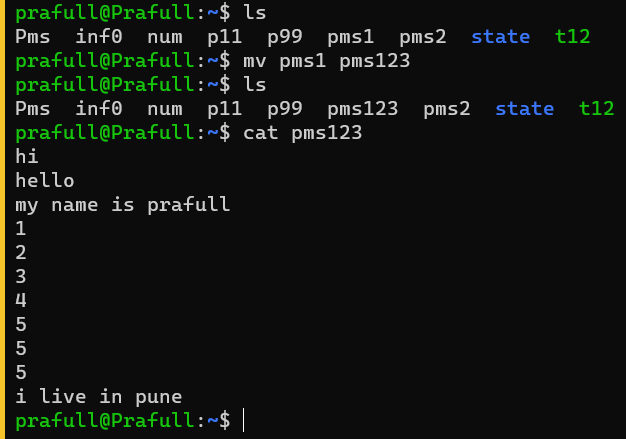 prafull@Prafull:~$ ls
Pms  inf0  num  p11  p99  pms1  pms2  state  t12
prafull@Prafull:~$ mv pms1 pms123
prafull@Prafull:~$ ls
Pms  inf0  num  p11  p99  pms123  pms2  state  t12
prafull@Prafull:~$ cat pms123
hi
hello
my name is prafull
1
2
3
4
5
5
5
i live in pune
prafull@Prafull:~$